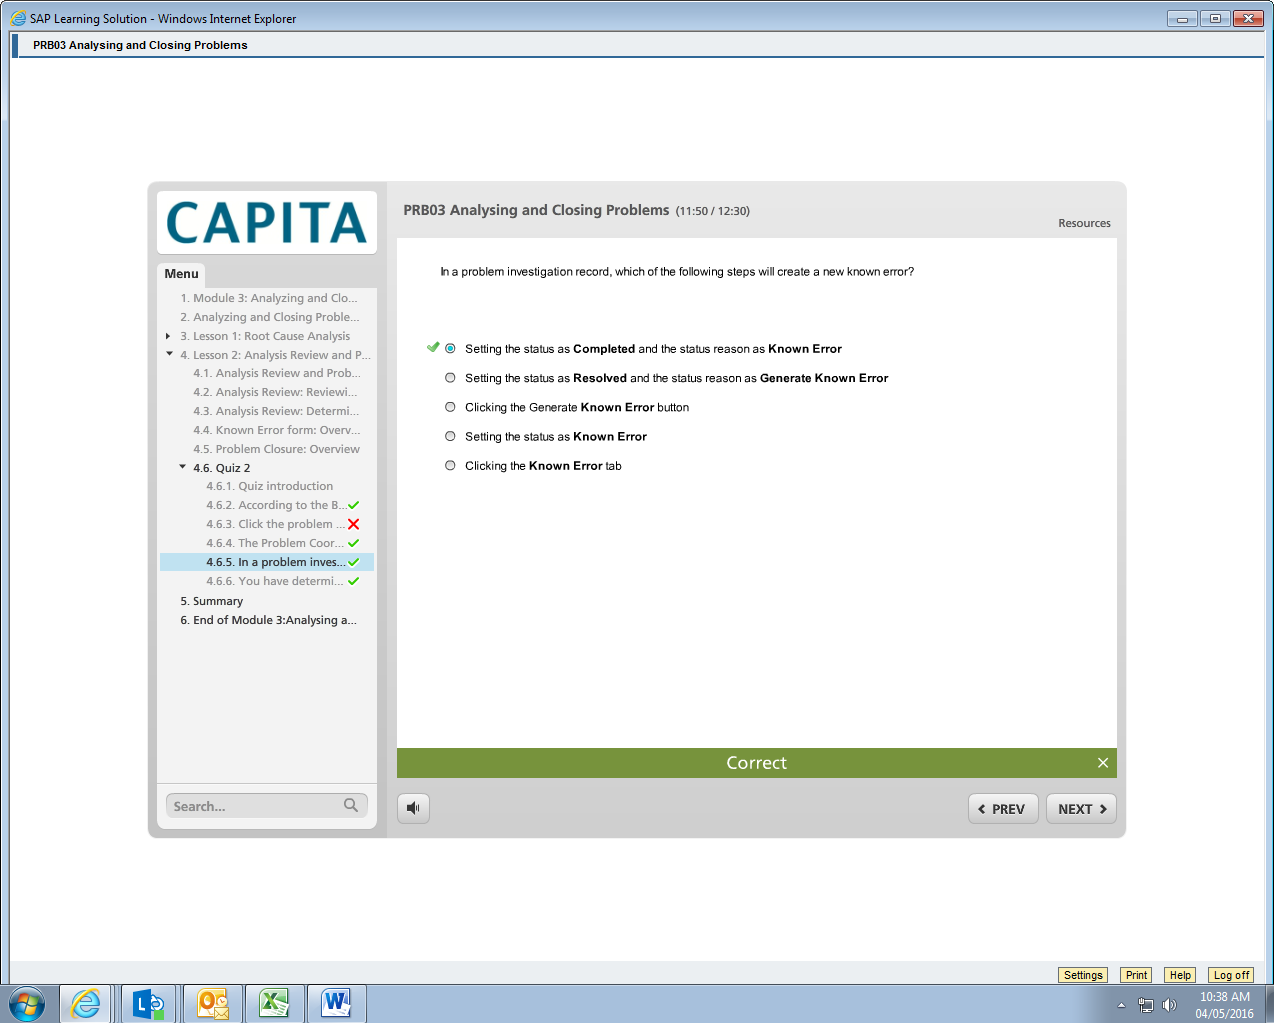 SAP Learning Solution - Windows Internet Explorer
PRB03 Analysing and Closing Problems
CAPITA
PRB03 Analysing and Closing Problems (11:50 / 12:30)
Resources
Menu
1. Module 3: Analyzing and Clo...
2. Analyzing and Closing Proble...
3. Lesson 1: Root Cause Analysis
4. Lesson 2: Analysis Review and P...
4.1. Analysis Review and Prob...
4.2. Analysis Review: Reviewi...
4.3. Analysis Review: Determi...
4.4. Known Error form: Overv...
4.5. Problem Closure: Overview
4.6. Quiz 2
4.6.1. Quiz introduction
4.6.2. According to the B...
4.6.3. Click the problem ...
4.6.4. The Problem Coor...
4.6.5. In a problem inves...
4.6.6. You have determi...
5. Summary
6. End of Module 3:Analysing a...
Search...
In a problem investigation record, which of the following steps will create a new known error?
Setting the status as Completed and the status reason as Known Error
Setting the status as Resolved and the status reason as Generate Known Error
Clicking the Generate Known Error button
Setting the status as Known Error
Clicking the Known Error tab
Correct
PREV
NEXT
Settings
Print
Help
Log off
10:38 AM
04/05/2016